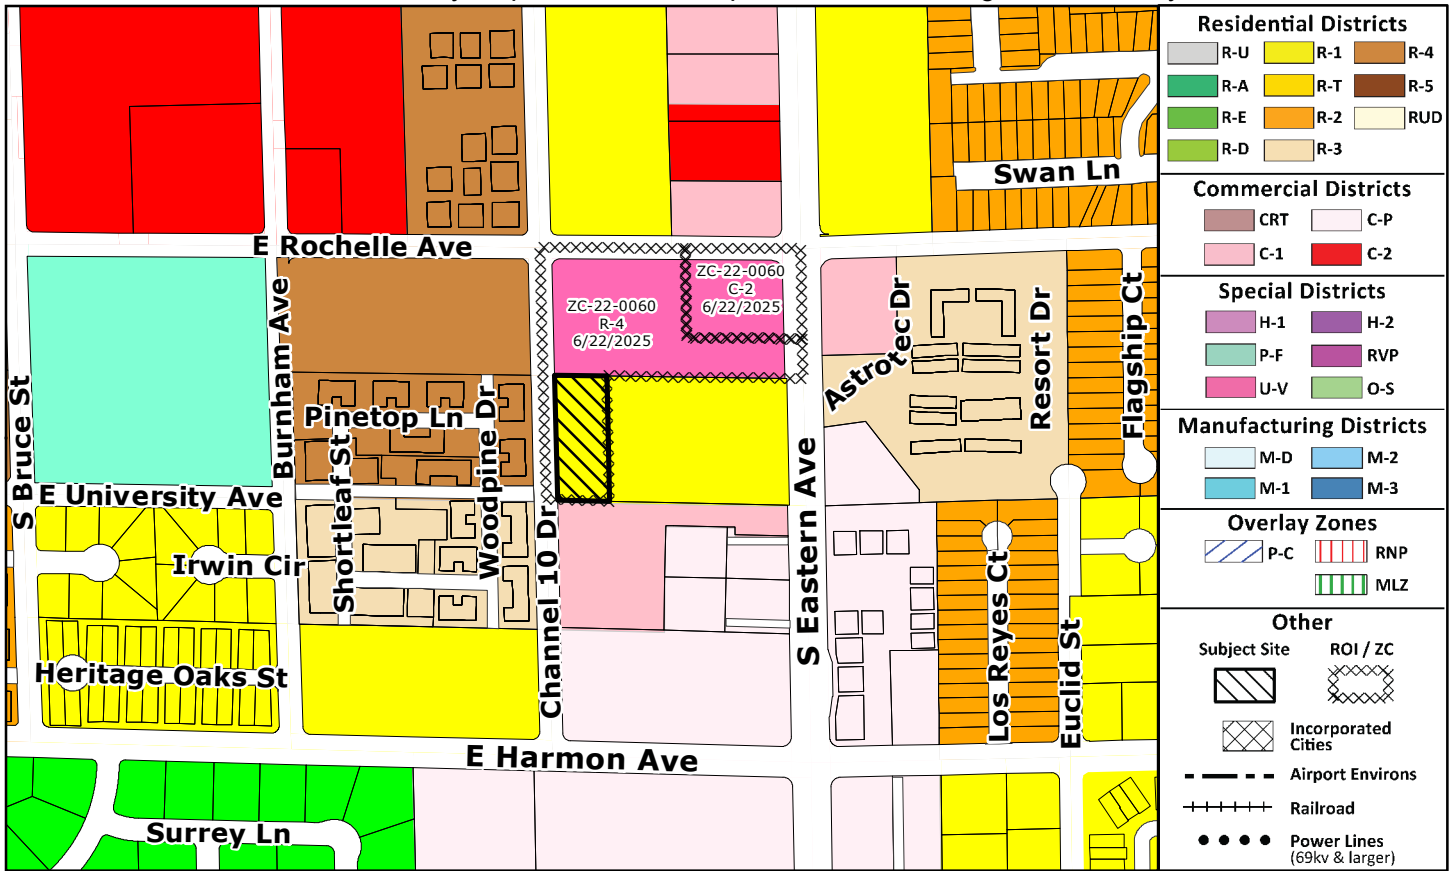 Swan Ln
E Rochelle Ave
ZC-22-0060
C-2
6/22/2025
ZC-22-0060
R-4
6/22/2025
S Bruce St
Burnham Ave
Pinetop Ln
Shortleaf St
Woodpine Dr
Astrotec Dr
Resort Dr
Flagship Ct
E University Ave
Irwin Cir
Channel 10 Dr
S Eastern Ave
Los Reyes Ct
Euclid St
Heritage Oaks St
E Harmon Ave
Surrey Ln
Residential Districts
R-U R-1 R-4
R-A R-T R-5
R-E R-2 RUD
R-D R-3
Commercial Districts
CRT C-P
C-1 C-2
Special Districts
H-1 H-2
P-F RVP
U-V O-S
Manufacturing Districts
M-D M-2
M-1 M-3
Overlay Zones
P-C RNP
MLZ
Other
Subject Site ROI / ZC
Incorporated
Cities
Airport Environs
Railroad
Power Lines
(69kv & larger)